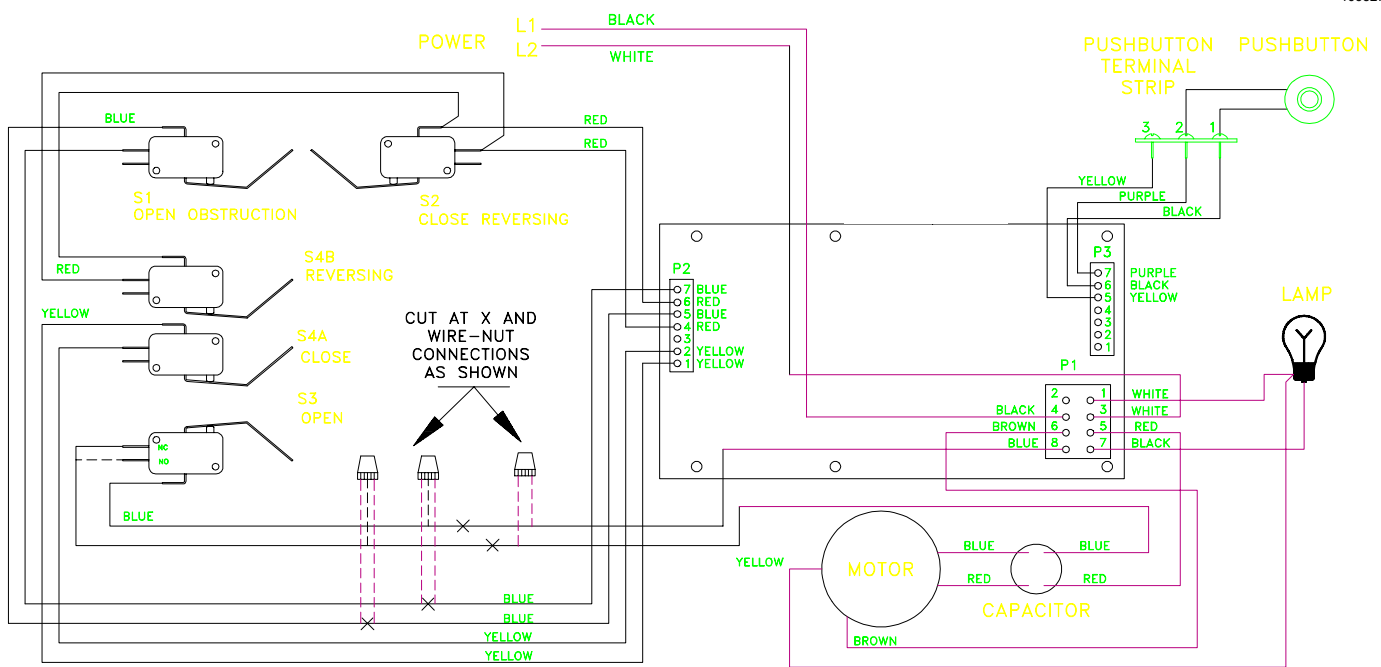 POWER
L1
L2
BLACK
WHITE
PUSHBUTTON
TERMINAL
STRIP
PUSHBUTTON
3 2 1
BLUE
RED
RED
S1
OPEN OBSTRUCTION
S2
CLOSE REVERSING
YELLOW
PURPLE
BLACK
S4B
REVERSING
RED
YELLOW
S4A
CLOSE
S3
OPEN
NC
NO
BLUE
CUT AT X AND
WIRE-NUT
CONNECTIONS
AS SHOWN
P2
7 BLUE
6 RED
5 BLUE
4 RED
3
2 YELLOW
1 YELLOW
P3
7 PURPLE
6 BLACK
5 YELLOW
4
3
2
1
LAMP
P1
2 1 WHITE
BLACK 4 3 WHITE
BROWN 6 5 RED
BLUE 8 7 BLACK
YELLOW
MOTOR
BLUE
BLUE
RED
RED
CAPACITOR
BROWN
BLUE
BLUE
YELLOW
YELLOW